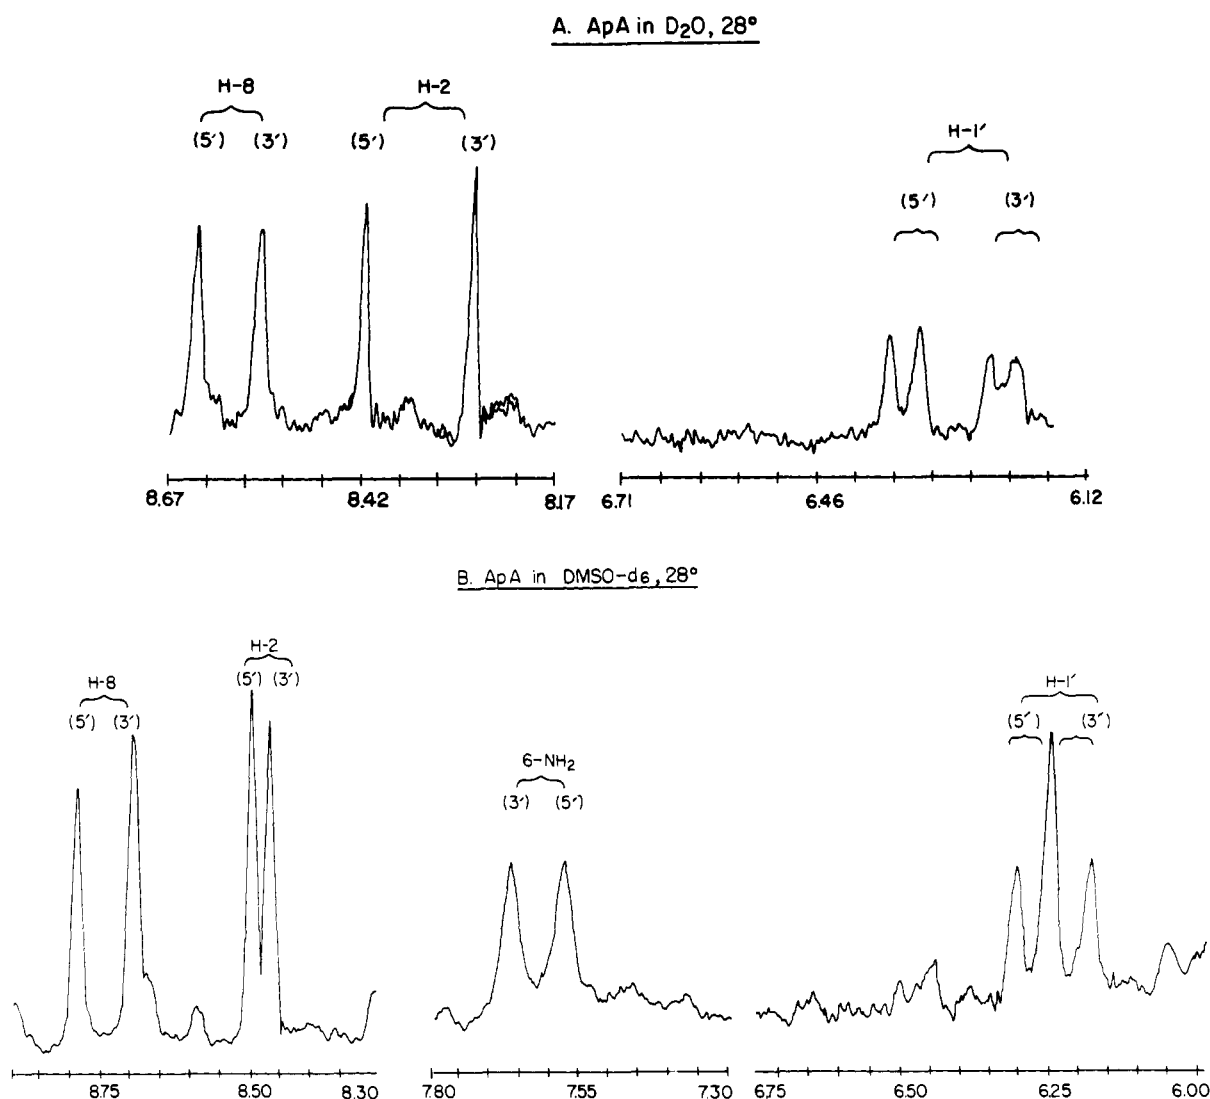 A. ApA in D2O, 28°
H-8
H-2
(5′) (3′) (5′) (3′)
H-1′
(5′) (3′)
8.67 8.42 8.17 6.71 6.46 6.12
B. ApA in DMSO-d6, 28°
H-2
(5′) (3′)
H-8
(5′) (3′)
H-1′
(5′) (3′)
6-NH2
(3′) (5′)
8.75 8.50 8.30 7.80 7.55 7.30 6.75 6.50 6.25 6.00